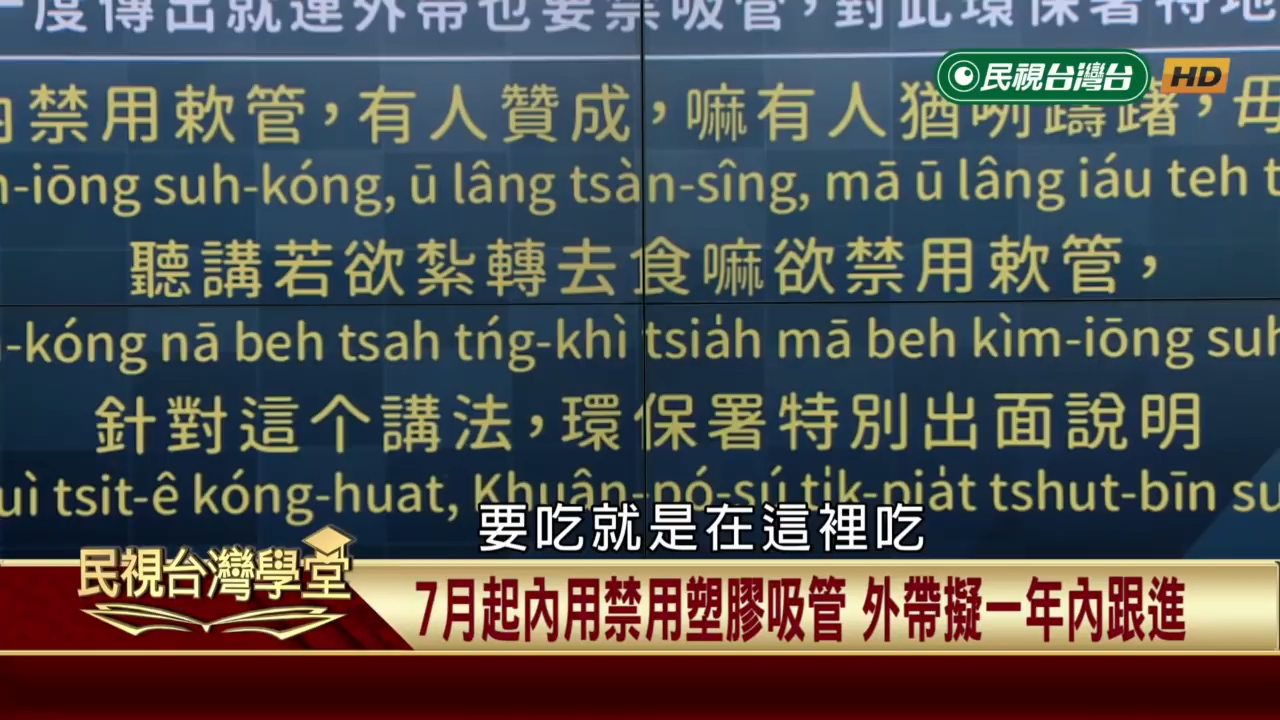 一度傳出就連外帶也要禁吸管,對此環保署特地
民視台灣台 HD
內禁用欶管,有人贊成,嘛有人猶咧躊躇,毋
-iōng suh-kóng, ū lâng tsàn-sîng, mā ū lâng iáu teh t
聽講若欲紮轉去食嘛欲禁用欶管,
-kóng nā beh tsah tńg-khì tsia̍h mā beh kìm-iōng suh
針對這个講法,環保署特別出面說明
uì tsit-ê kóng-huat, Khuân-pó-sú ti̍k-pia̍t tshut-bīn su
要吃就是在這裡吃
民視台灣學堂
7月起內用禁用塑膠吸管 外帶擬一年內跟進